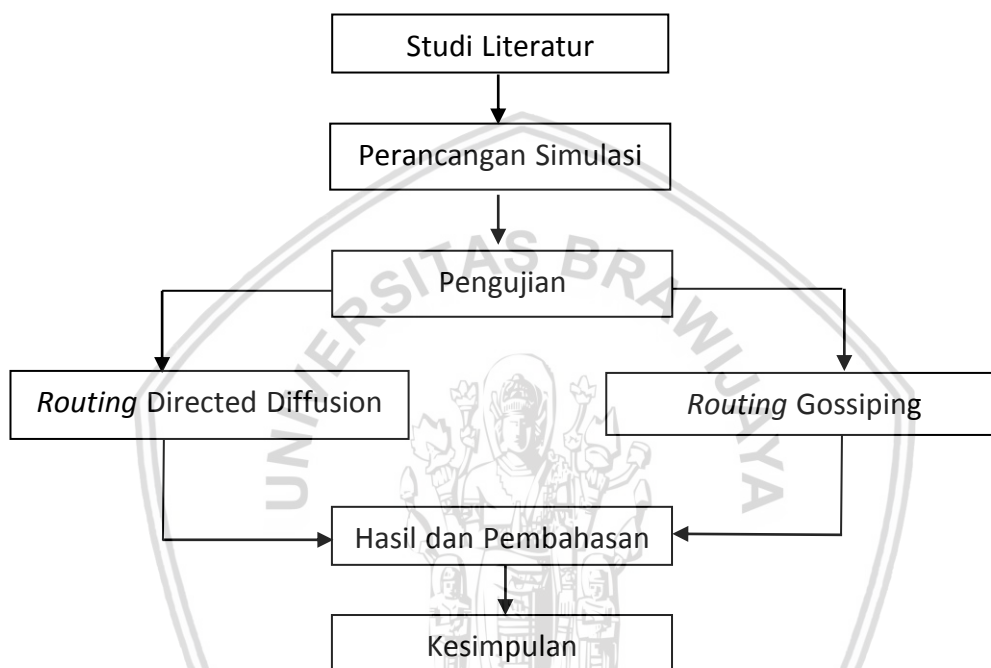 Studi Literatur
Perancangan Simulasi
UNIVERSITAS BRAWIJAYA
Pengujian
Routing Directed Diffusion
Routing Gossiping
Hasil dan Pembahasan
Kesimpulan